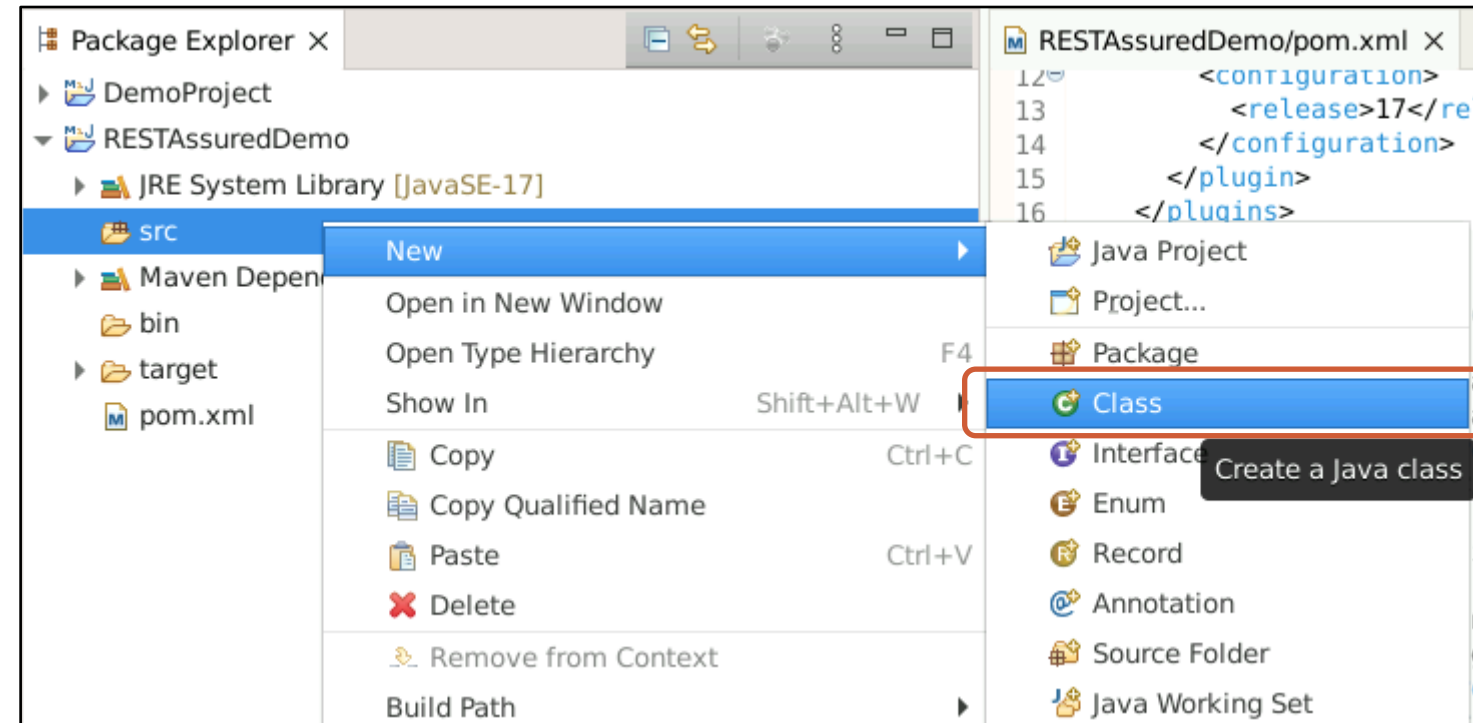 Package Explorer
DemoProject
RESTAssuredDemo
JRE System Library [JavaSE-17]
src
Maven Depen
bin
target
pom.xml
New
Open in New Window
Open Type Hierarchy F4
Show In Shift+Alt+W
Copy Ctrl+C
Copy Qualified Name
Paste Ctrl+V
Delete
Remove from Context
Build Path
RESTAssuredDemo/pom.xml
12 <configuration>
13 <release>17</re
14 </configuration>
15 </plugin>
16 </plugins>
Java Project
Project...
Package
Class
Interface
Create a Java class
Enum
Record
Annotation
Source Folder
Java Working Set